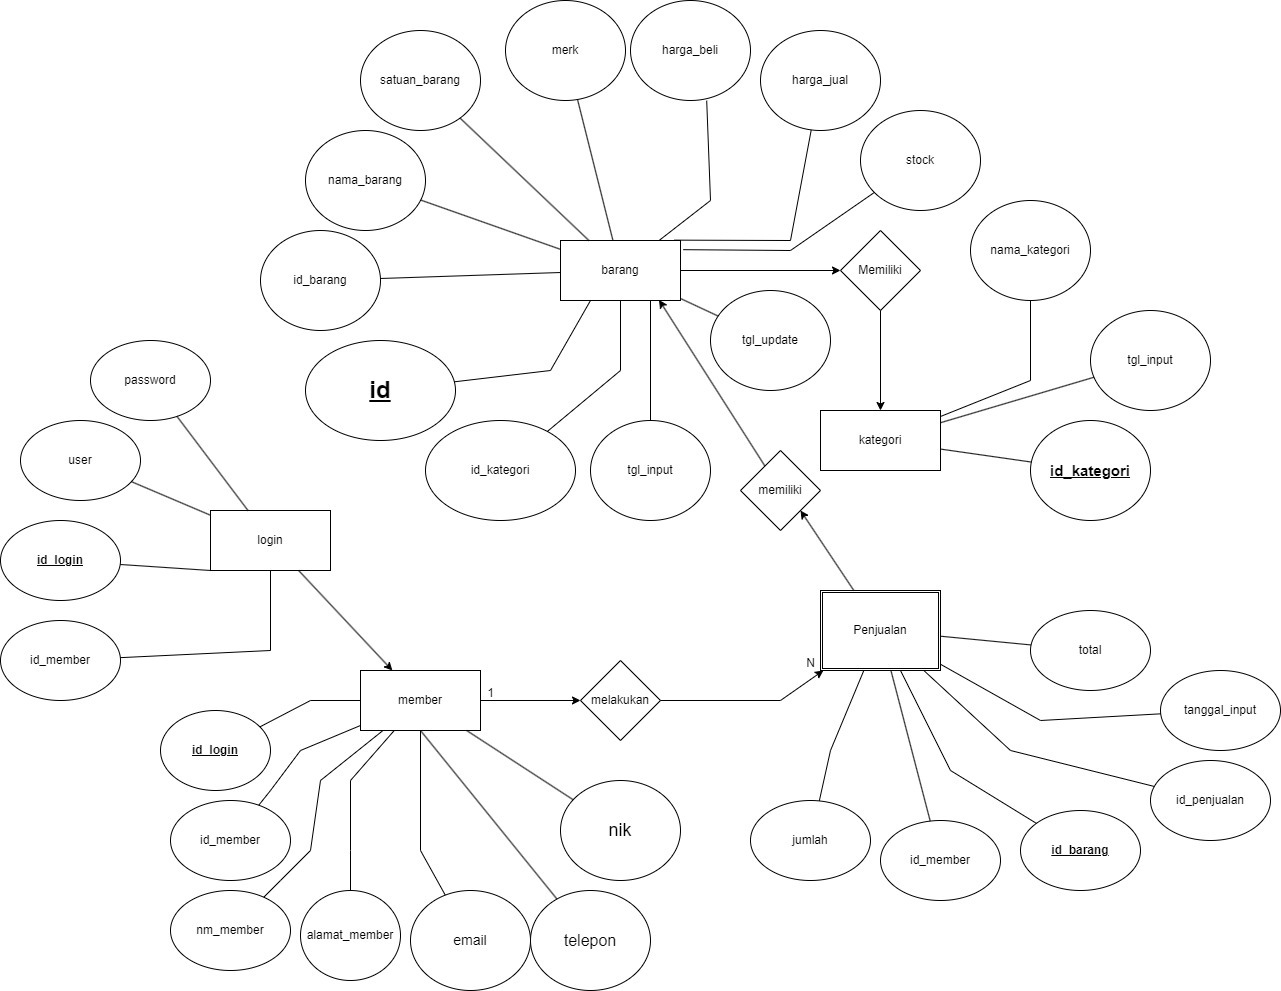 merk
harga_beli
satuan_barang
harga_jual
stock
nama_barang
nama_kategori
id_barang
barang
Memiliki
tgl_update
tgl_input
password
id
kategori
user
id_kategori
tgl_input
id_kategori
memiliki
login
id_login
Penjualan
total
id_member
N
member
1
melakukan
tanggal_input
id_login
id_penjualan
nik
id_member
jumlah
id_member
id_barang
nm_member
alamat_member
email
telepon